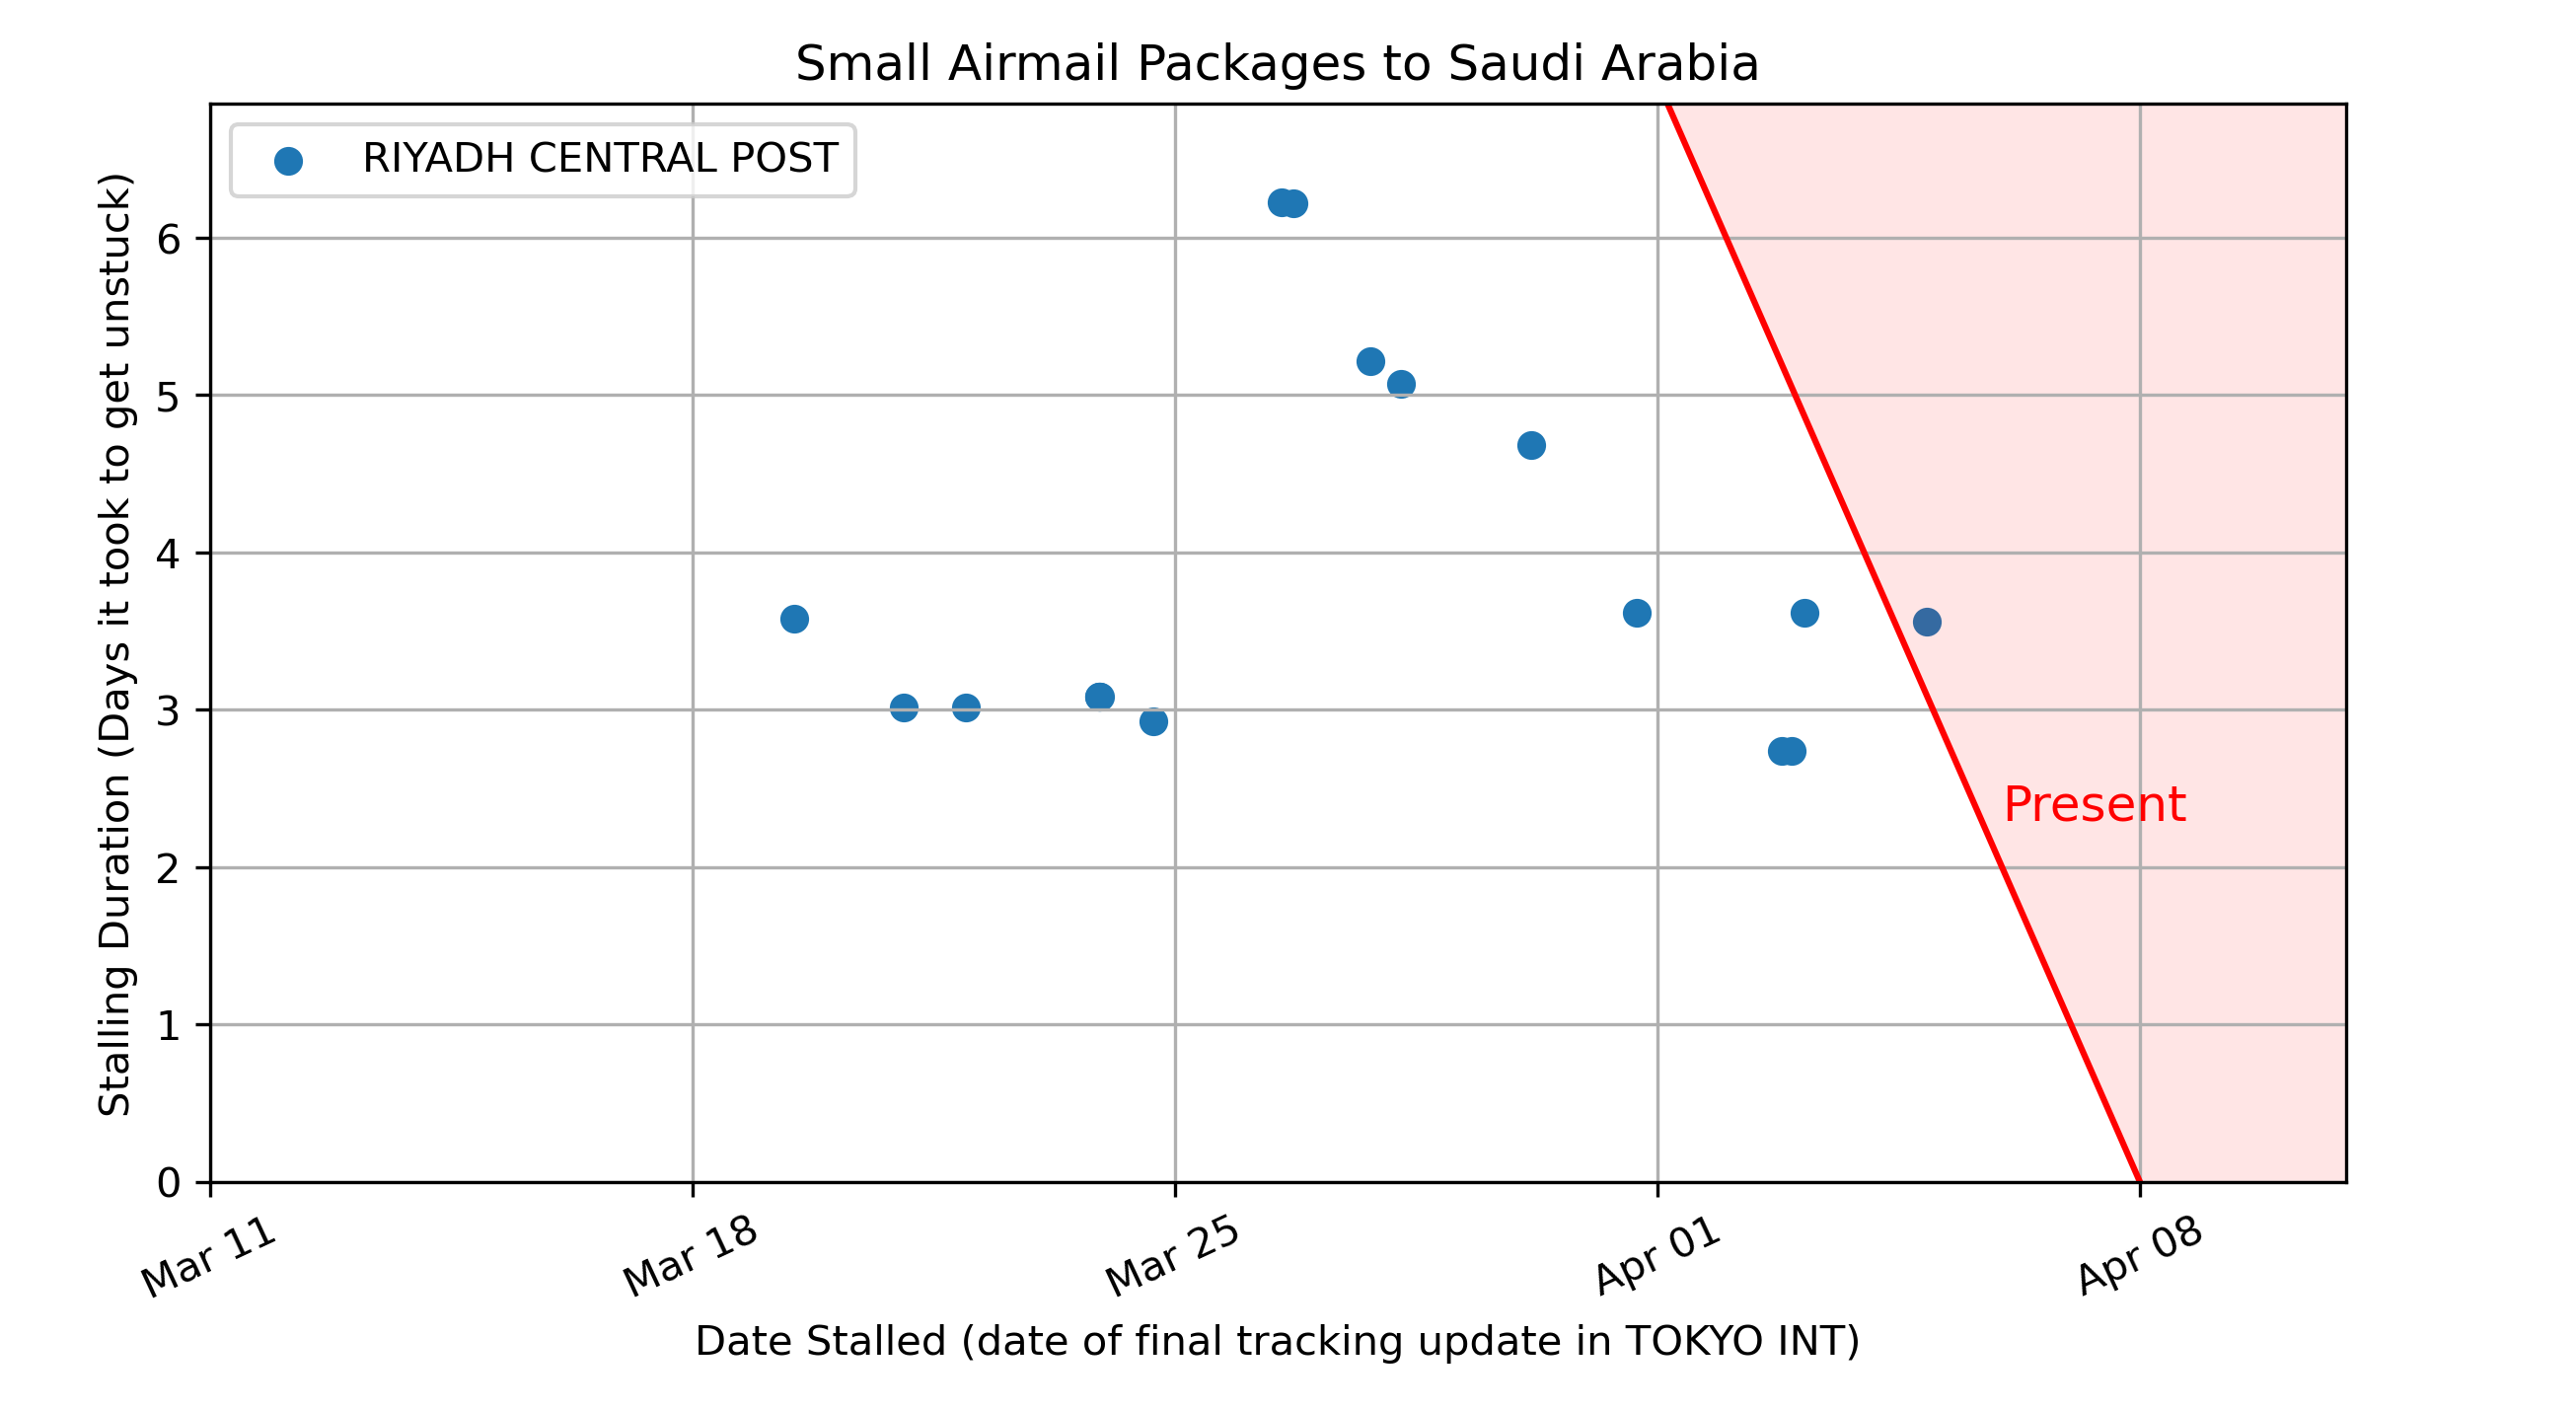 Small Airmail Packages to Saudi Arabia
RIYADH CENTRAL POST
Stalling Duration (Days it took to get unstuck)
6
5
4
3
2
1
0
Present
Mar 11
Mar 18
Mar 25
Apr 01
Apr 08
Date Stalled (date of final tracking update in TOKYO INT)